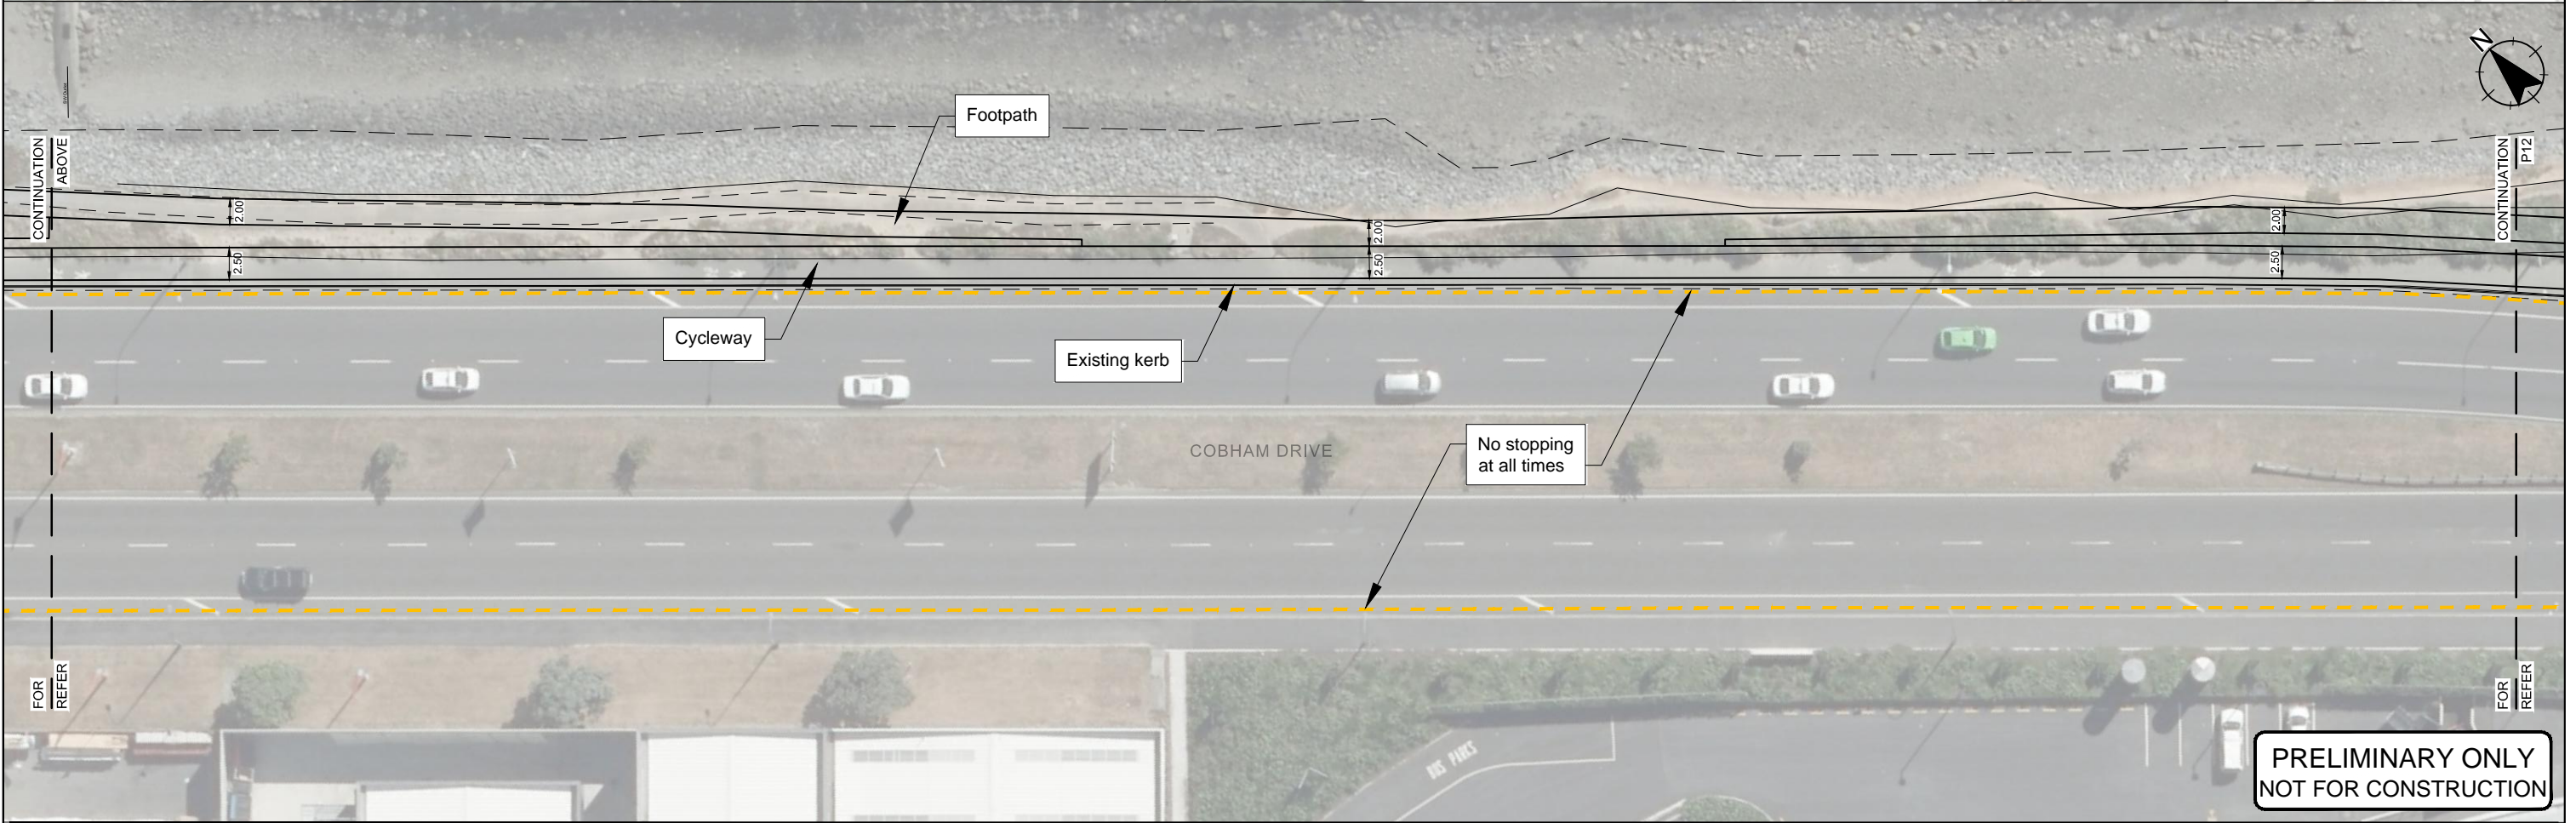 N
Footpath
CONTINUATION
ABOVE
CONTINUATION
P12
2.00
2.00
2.00
2.50
2.50
2.50
Cycleway
Existing kerb
No stopping
at all times
COBHAM DRIVE
FOR
REFER
FOR
REFER
BUS PARKS
PRELIMINARY ONLY
NOT FOR CONSTRUCTION